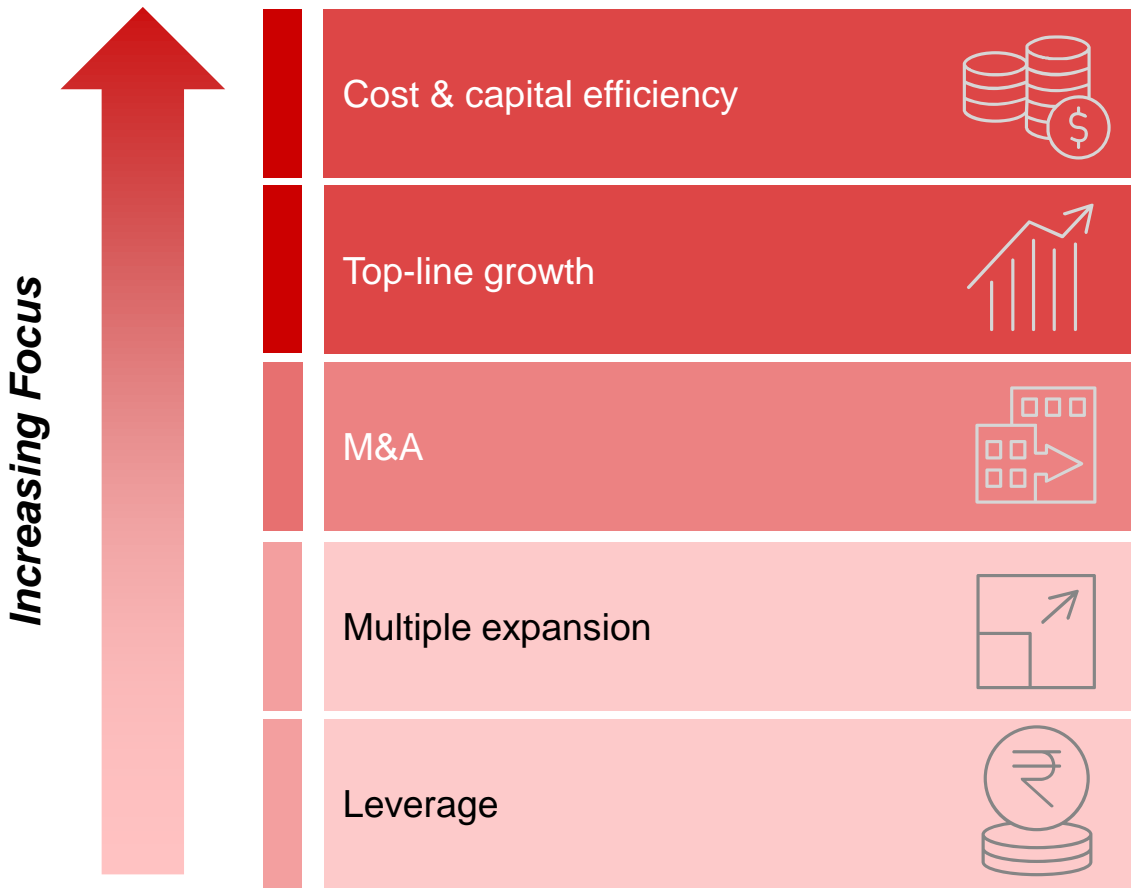 Increasing Focus
Cost & capital efficiency
$
Top-line growth
M&A
Multiple expansion
Leverage
₹